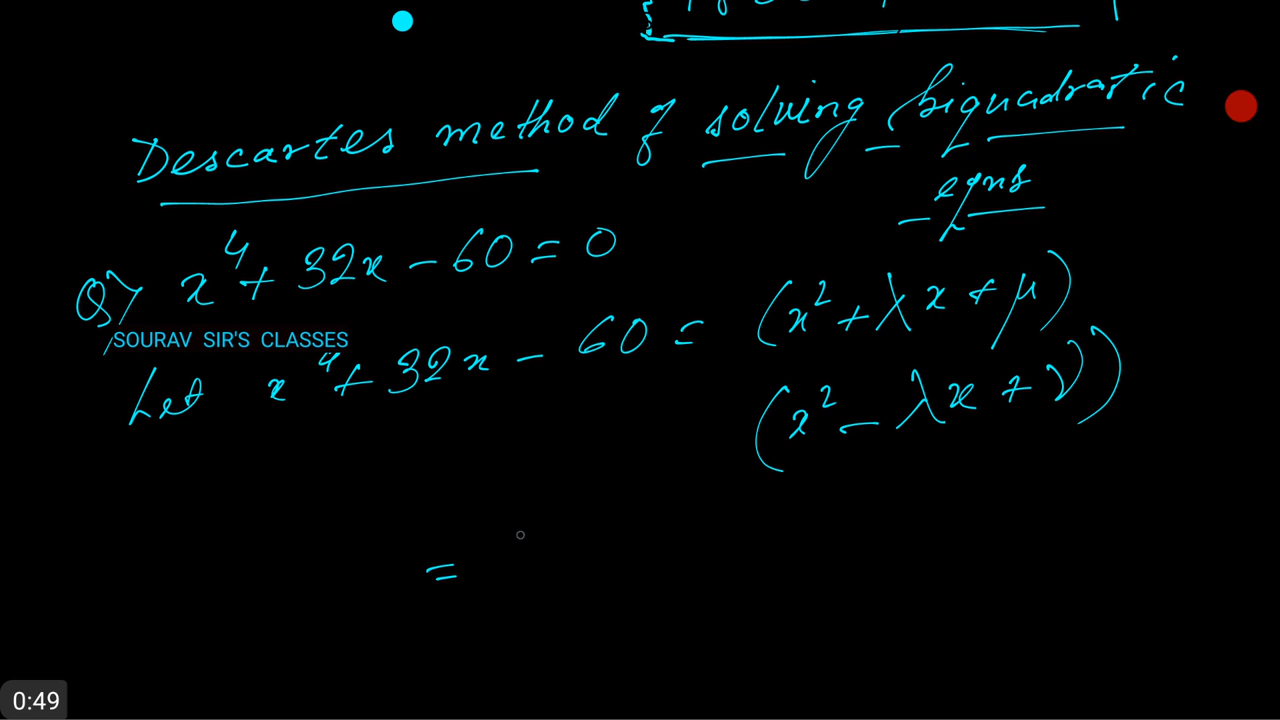 Descartes method of solving biquadratic
eqns
Q> x⁴ + 32x - 60 = 0
SOURAV SIR'S CLASSES
Let x⁴ + 32x - 60 = (x² + λx + μ)
(x² - λx + ν)
=
0:49